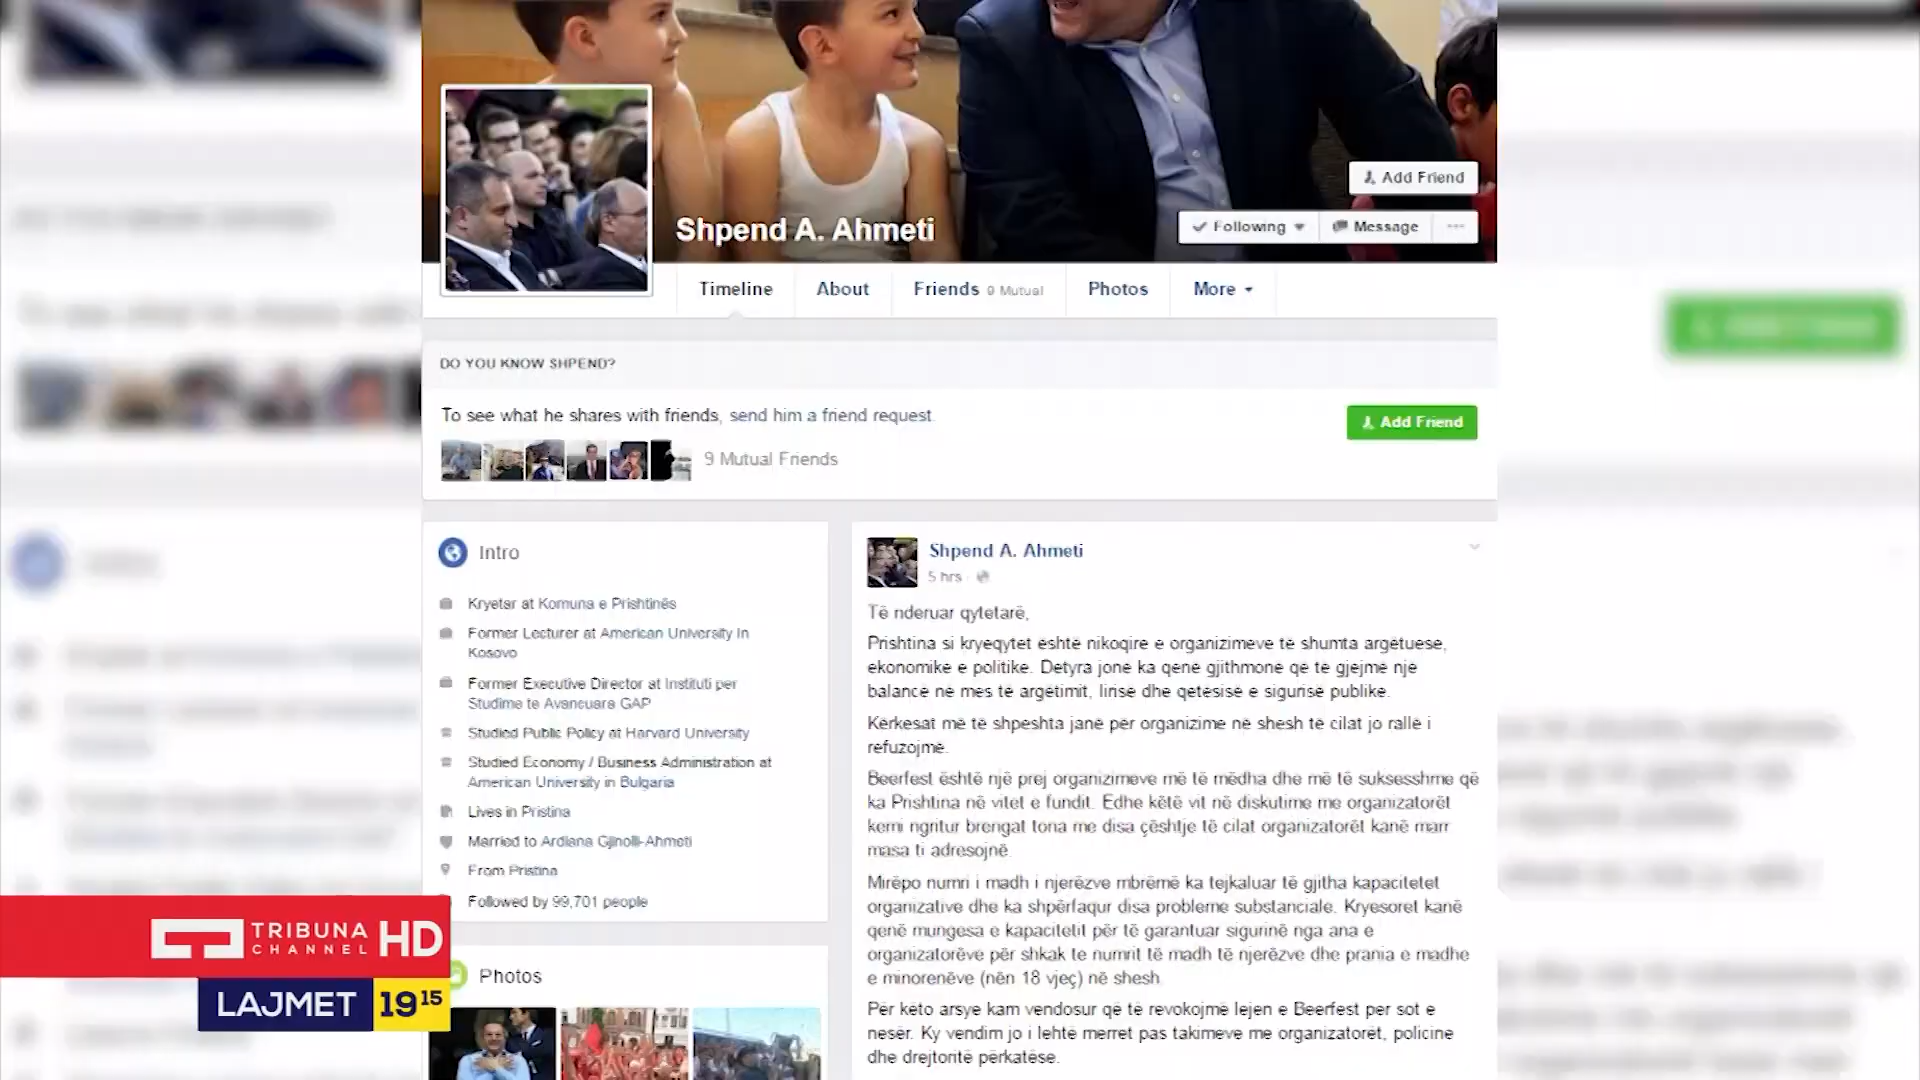 Add Friend
Shpend A. Ahmeti
Following
Message
Timeline
About
Friends 9 Mutual
Photos
More
DO YOU KNOW SHPEND?
To see what he shares with friends, send him a friend request.
Add Friend
9 Mutual Friends
Intro
Kryetar at Komuna e Prishtinës
Former Lecturer at American University In
Kosovo
Former Executive Director at Instituti per
Studime te Avancuara GAP
Studied Public Policy at Harvard University
Studied Economy / Business Administration at
American University in Bulgaria
Lives in Pristina
Married to Ardiana Gjinolli-Ahmeti
From Pristina
Followed by 99,701 people
Photos
Shpend A. Ahmeti
5 hrs
Të nderuar qytetarë,
Prishtina si kryeqytet është nikoqire e organizimeve të shumta argëtuese,
ekonomike e politike. Detyra jonë ka qenë gjithmonë që të gjejmë një
balancë në mes të argëtimit, lirisë dhe qetësisë e sigurisë publike.
Kërkesat më të shpeshta janë për organizime në shesh të cilat jo rallë i
refuzojmë.
Beerfest është një prej organizimeve më të mëdha dhe më të suksesshme që
ka Prishtina në vitet e fundit. Edhe këtë vit në diskutime me organizatorët
kemi ngritur brengat tona me disa çështje të cilat organizatorët kanë marr
masa ti adresojnë.
Mirëpo numri i madh i njerëzve mbrëmë ka tejkaluar të gjitha kapacitetet
organizative dhe ka shpërfaqur disa probleme substanciale. Kryesoret kanë
qenë mungesa e kapacitetit për të garantuar sigurinë nga ana e
organizatorëve për shkak te numrit të madh të njerëzve dhe prania e madhe
e minorenëve (nën 18 vjeç) në shesh.
Për këto arsye kam vendosur që të revokojmë lejen e Beerfest per sot e
nesër. Ky vendim jo i lehtë merret pas takimeve me organizatorët, policinë
dhe drejtoritë përkatëse.
TRIBUNA
CHANNEL
HD
LAJMET 19 15